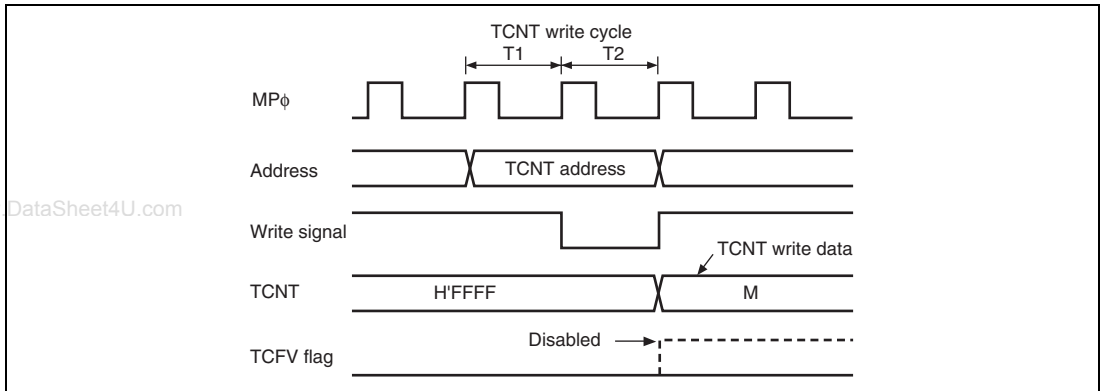 TCNT write cycle
T1 T2
MPϕ
Address TCNT address
.DataSheet4U.com
Write signal
TCNT write data
TCNT H'FFFF M
Disabled
TCFV flag